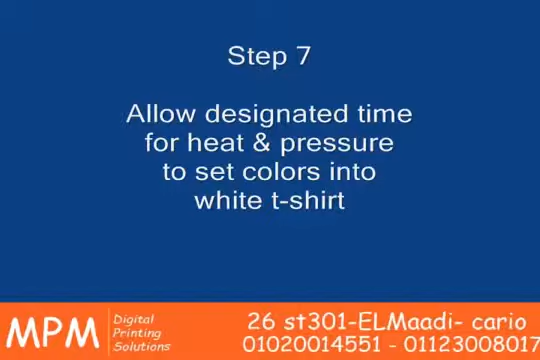 Step 7
Allow designated time
for heat & pressure
to set colors into
white t-shirt
MPM
Digital
Printing
Solutions
26 st301-ELMaadi- cario
01020014551 - 01123008017